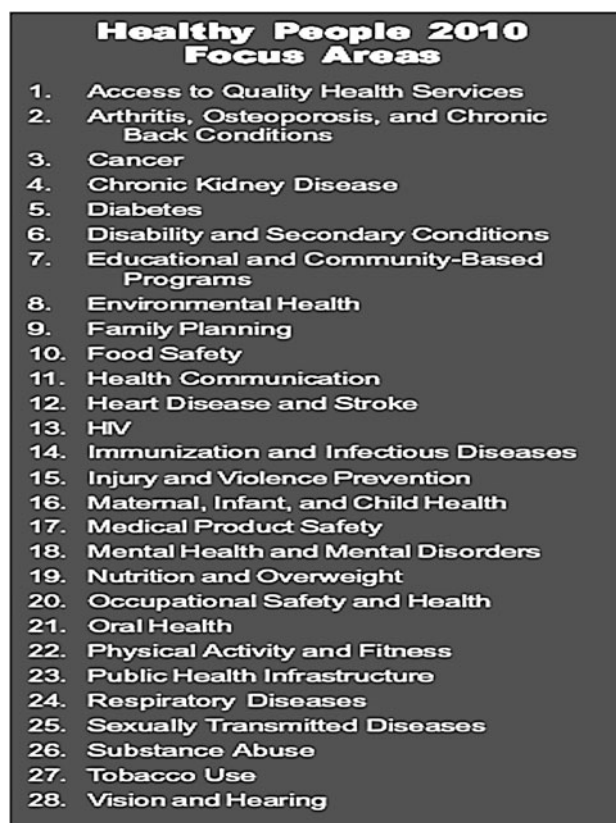 Healthy People 2010
Focus Areas
1. Access to Quality Health Services
2. Arthritis, Osteoporosis, and Chronic
Back Conditions
3. Cancer
4. Chronic Kidney Disease
5. Diabetes
6. Disability and Secondary Conditions
7. Educational and Community-Based
Programs
8. Environmental Health
9. Family Planning
10. Food Safety
11. Health Communication
12. Heart Disease and Stroke
13. HIV
14. Immunization and Infectious Diseases
15. Injury and Violence Prevention
16. Maternal, Infant, and Child Health
17. Medical Product Safety
18. Mental Health and Mental Disorders
19. Nutrition and Overweight
20. Occupational Safety and Health
21. Oral Health
22. Physical Activity and Fitness
23. Public Health Infrastructure
24. Respiratory Diseases
25. Sexually Transmitted Diseases
26. Substance Abuse
27. Tobacco Use
28. Vision and Hearing